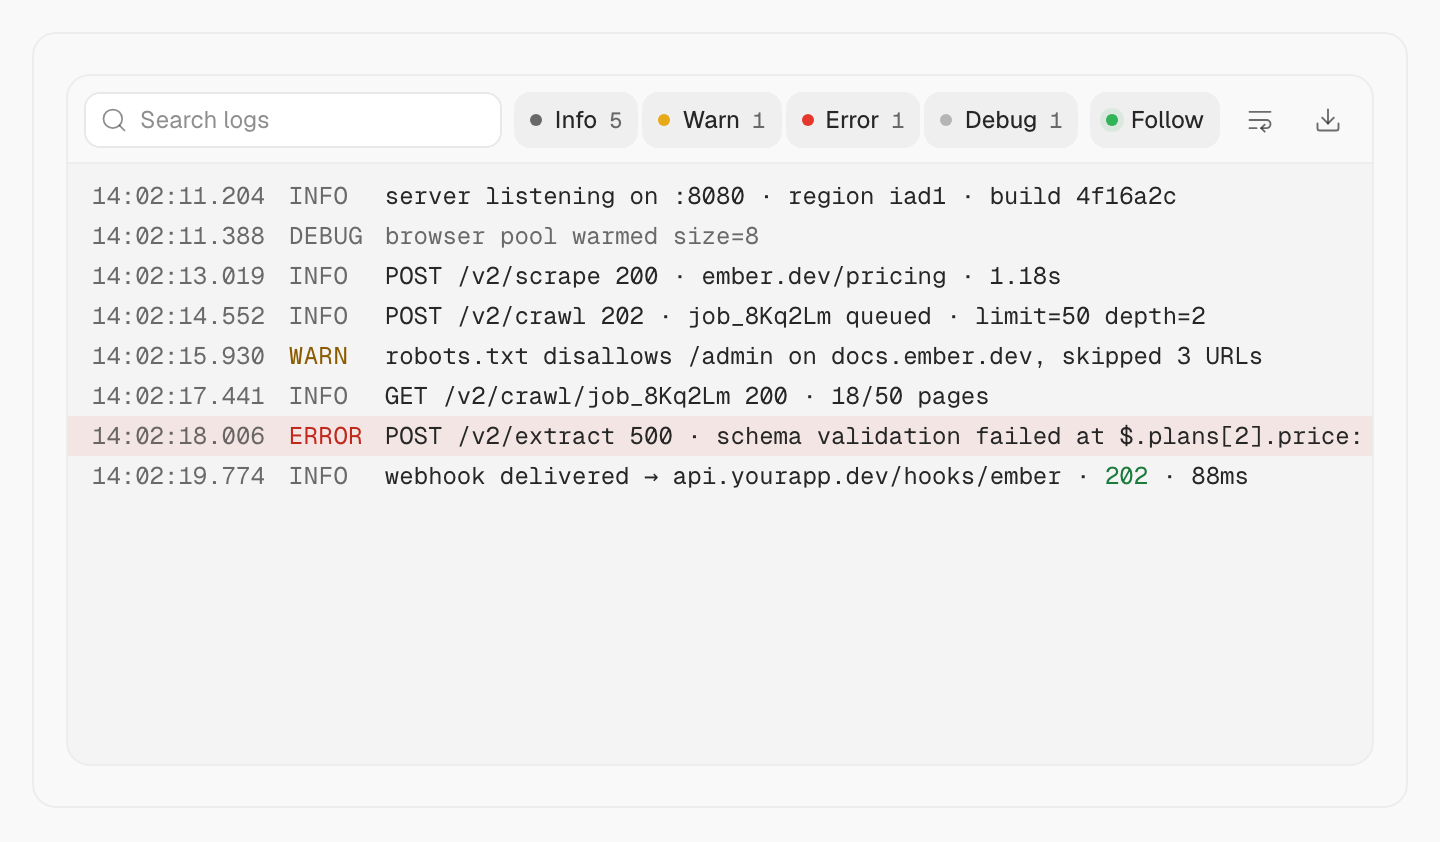 Search logs Info 5 Warn 1 Error 1 Debug 1 Follow
14:02:11.204 INFO server listening on :8080 · region iad1 · build 4f16a2c
14:02:11.388 DEBUG browser pool warmed size=8
14:02:13.019 INFO POST /v2/scrape 200 · ember.dev/pricing · 1.18s
14:02:14.552 INFO POST /v2/crawl 202 · job_8Kq2Lm queued · limit=50 depth=2
14:02:15.930 WARN robots.txt disallows /admin on docs.ember.dev, skipped 3 URLs
14:02:17.441 INFO GET /v2/crawl/job_8Kq2Lm 200 · 18/50 pages
14:02:18.006 ERROR POST /v2/extract 500 · schema validation failed at $.plans[2].price:
14:02:19.774 INFO webhook delivered → api.yourapp.dev/hooks/ember · 202 · 88ms